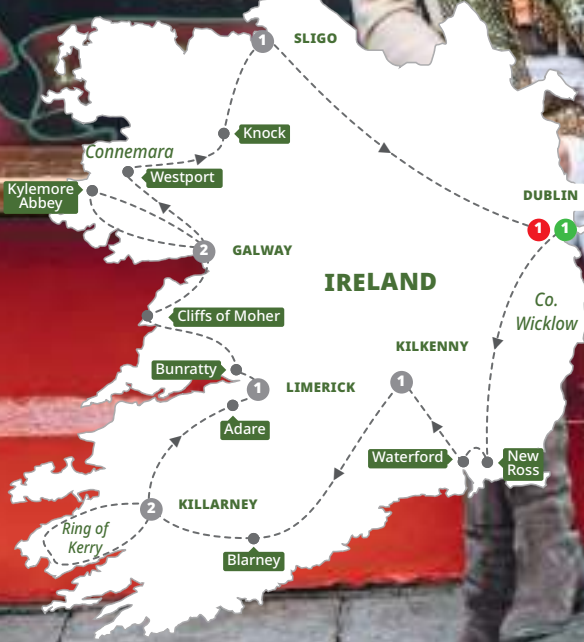 1
SLIGO
Knock
Connemara
Westport
Kylemore
Abbey
DUBLIN
1
1
2
GALWAY
IRELAND
Co.
Wicklow
Cliffs of Moher
KILKENNY
Bunratty
1
LIMERICK
1
Adare
Waterford
New
Ross
2
KILLARNEY
Ring of
Kerry
Blarney